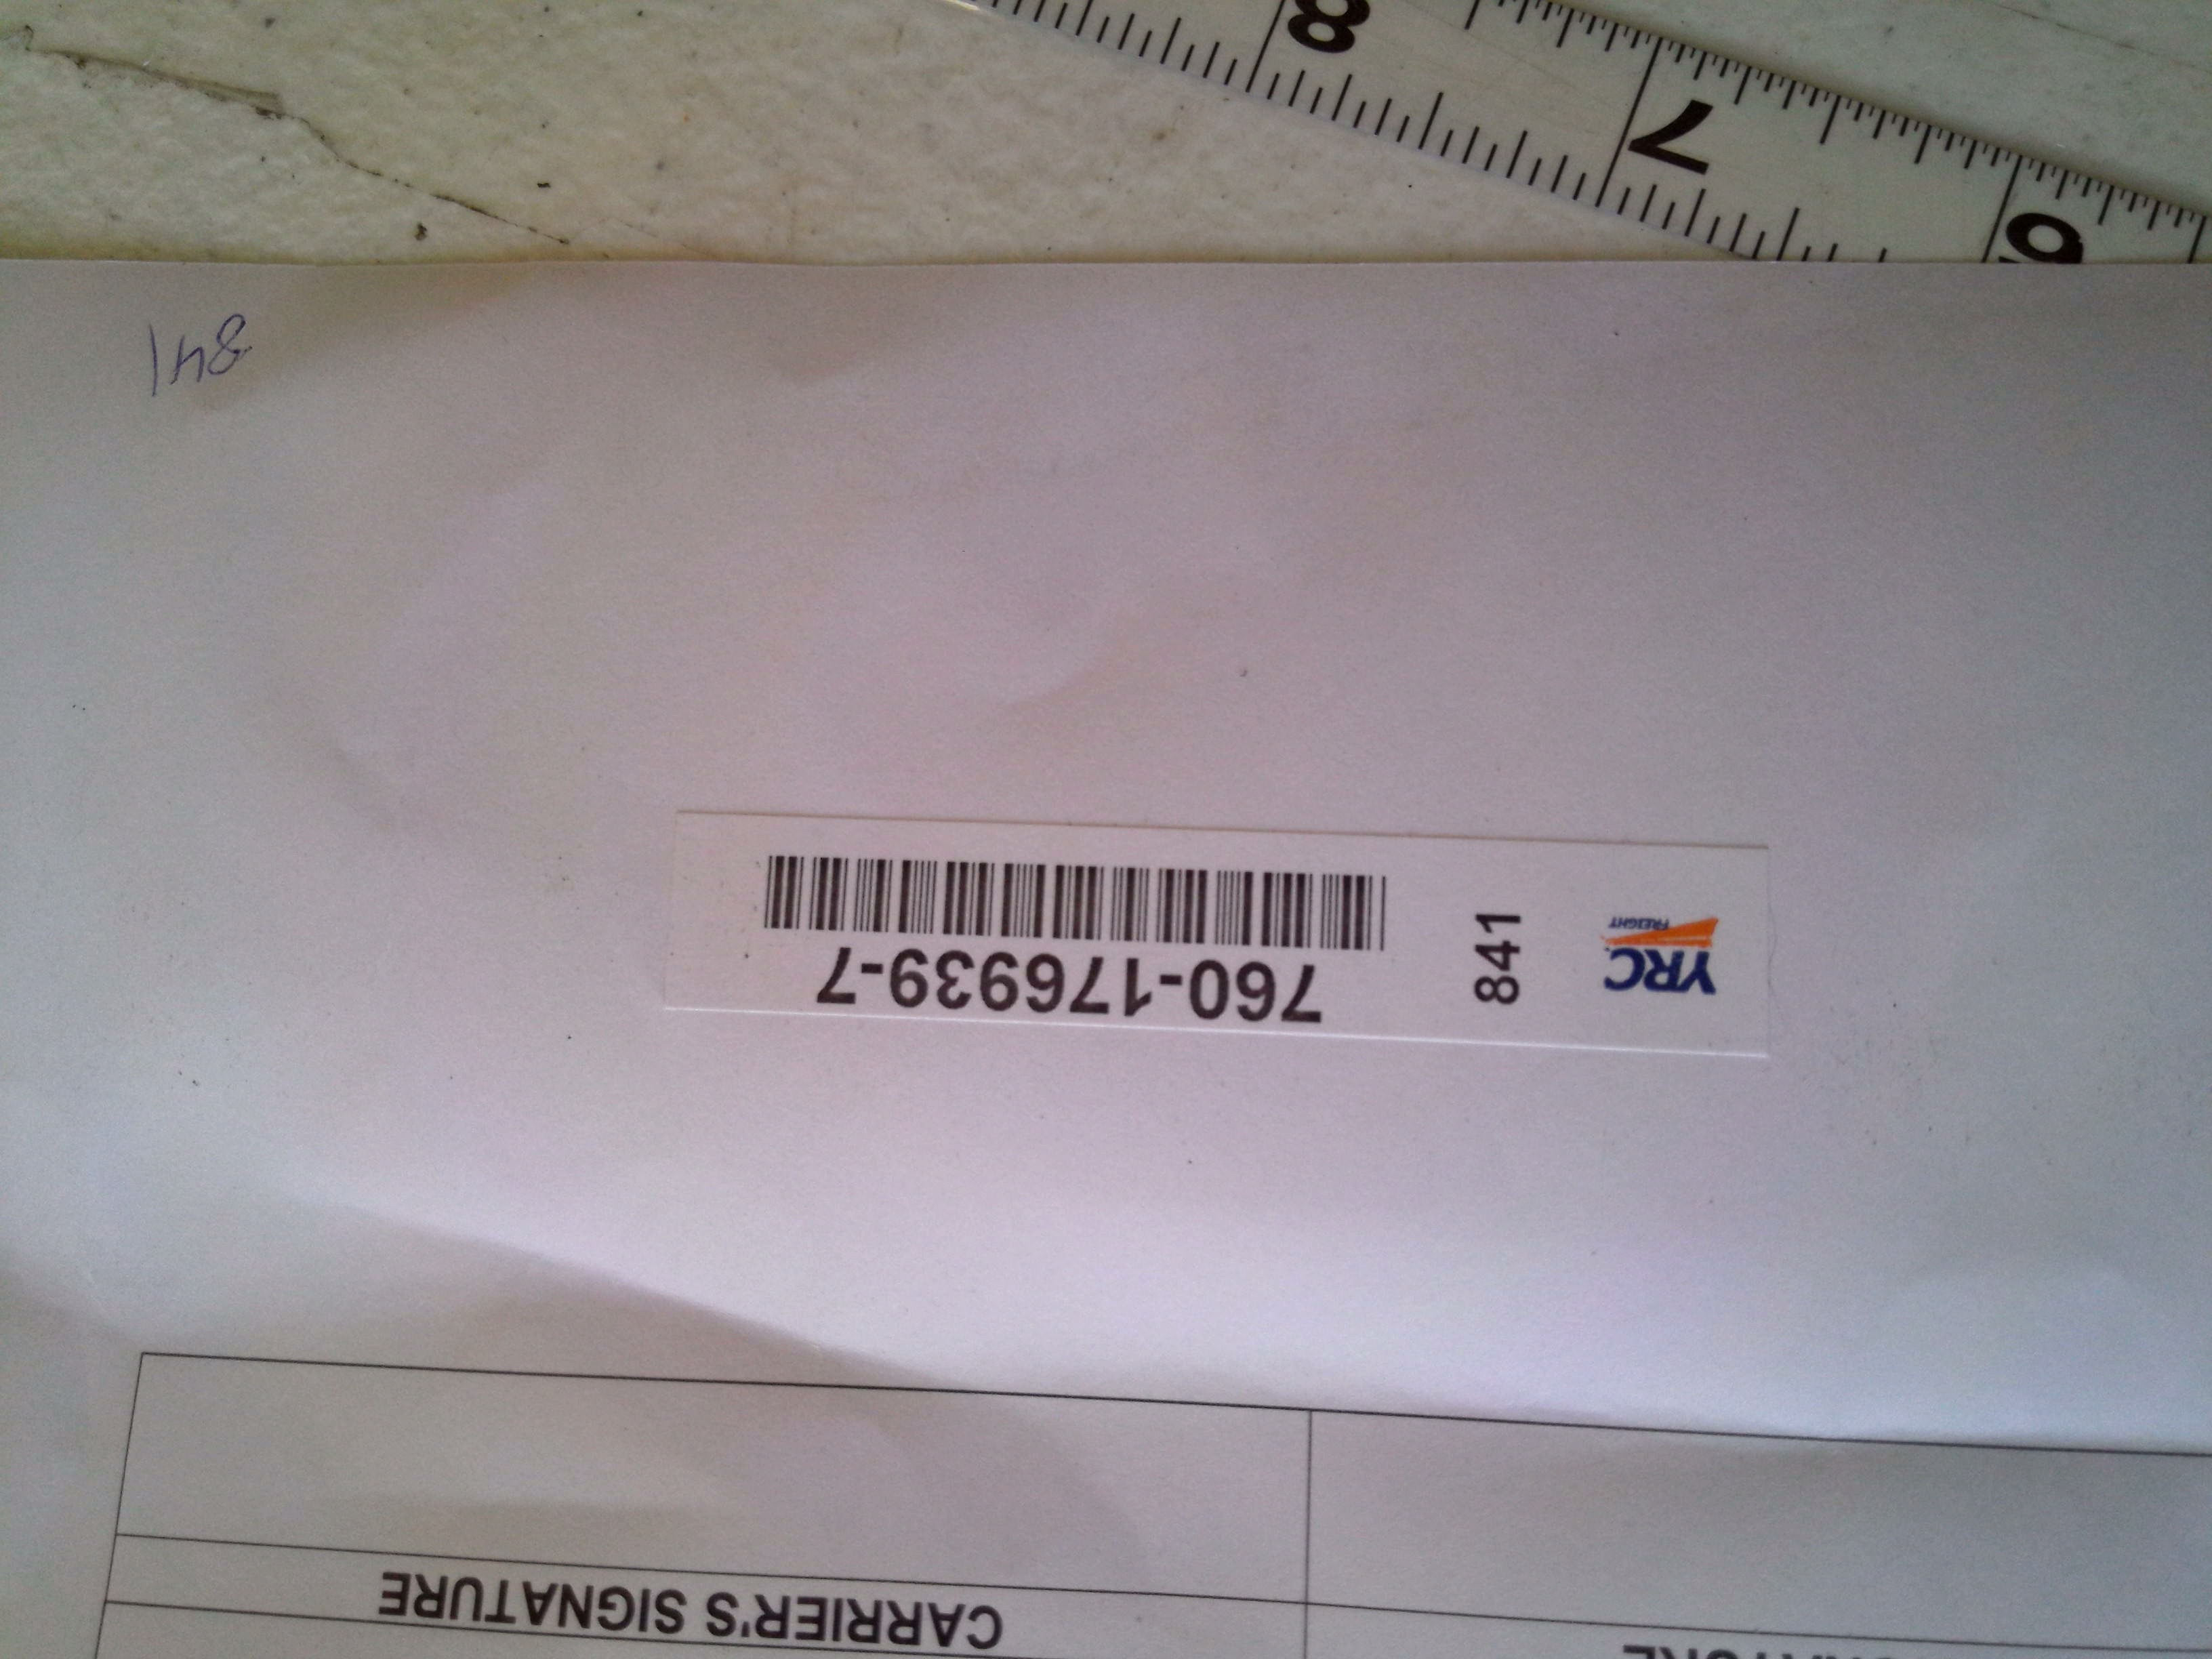 CARRIER'S SIGNATURE
YRC
FREIGHT
841
760-176939-7
841
6
7
8